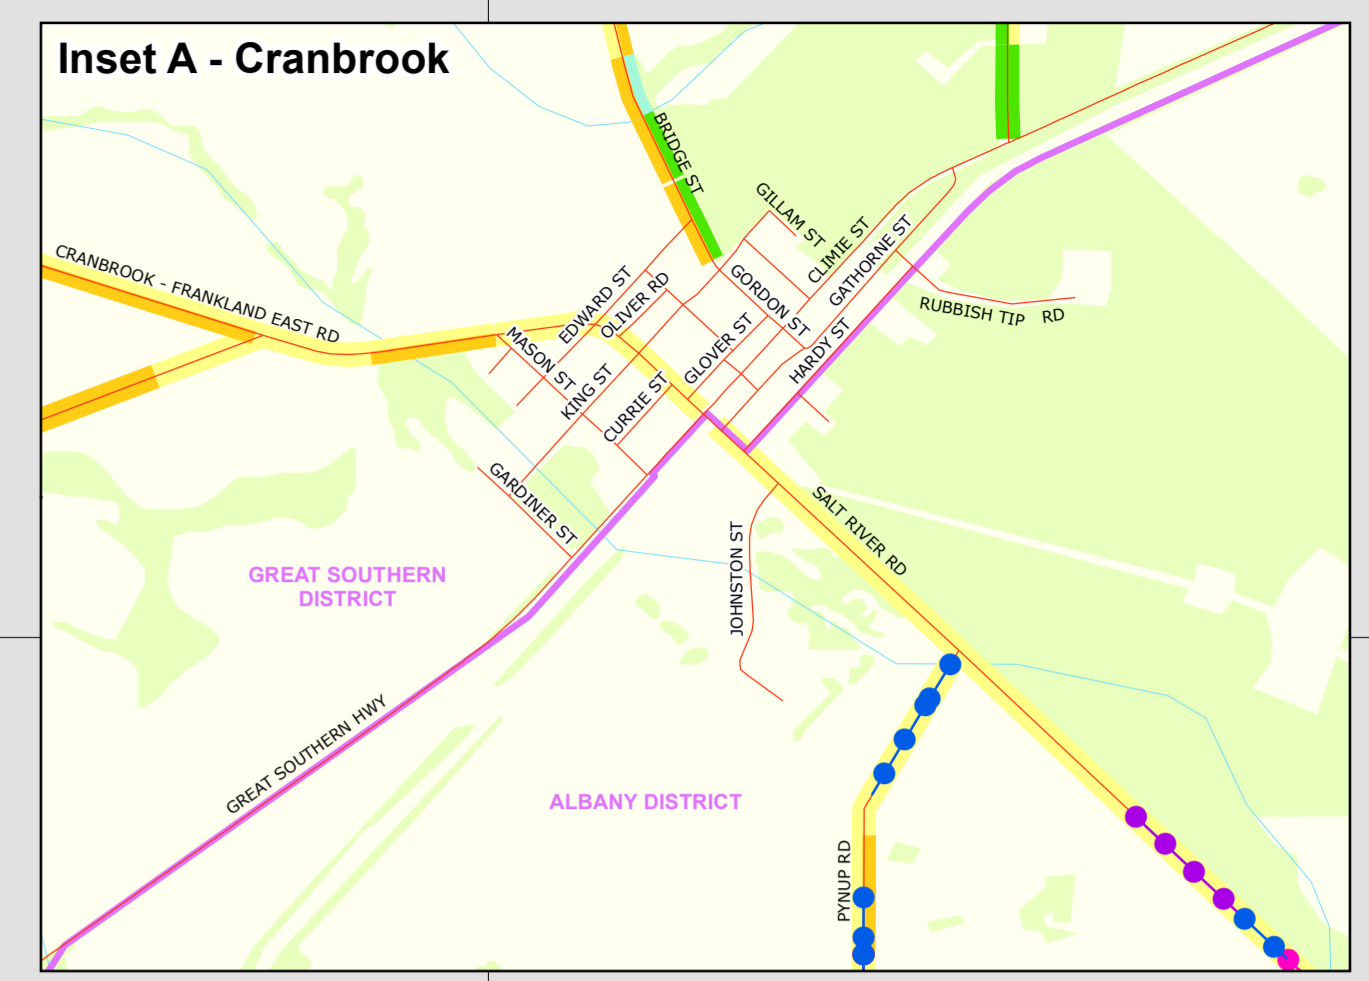 Inset A - Cranbrook
BRIDGE ST
GILLAM ST
CLIMIE ST
GATHORNE ST
CRANBROOK - FRANKLAND EAST RD
EDWARD ST
OLIVER RD
GORDON ST
RUBBISH TIP RD
MASON ST
GLOVER ST
HARDY ST
KING ST
CURRIE ST
GARDINER ST
SALT RIVER RD
JOHNSTON ST
GREAT SOUTHERN
DISTRICT
GREAT SOUTHERN HWY
ALBANY DISTRICT
PYNUP RD